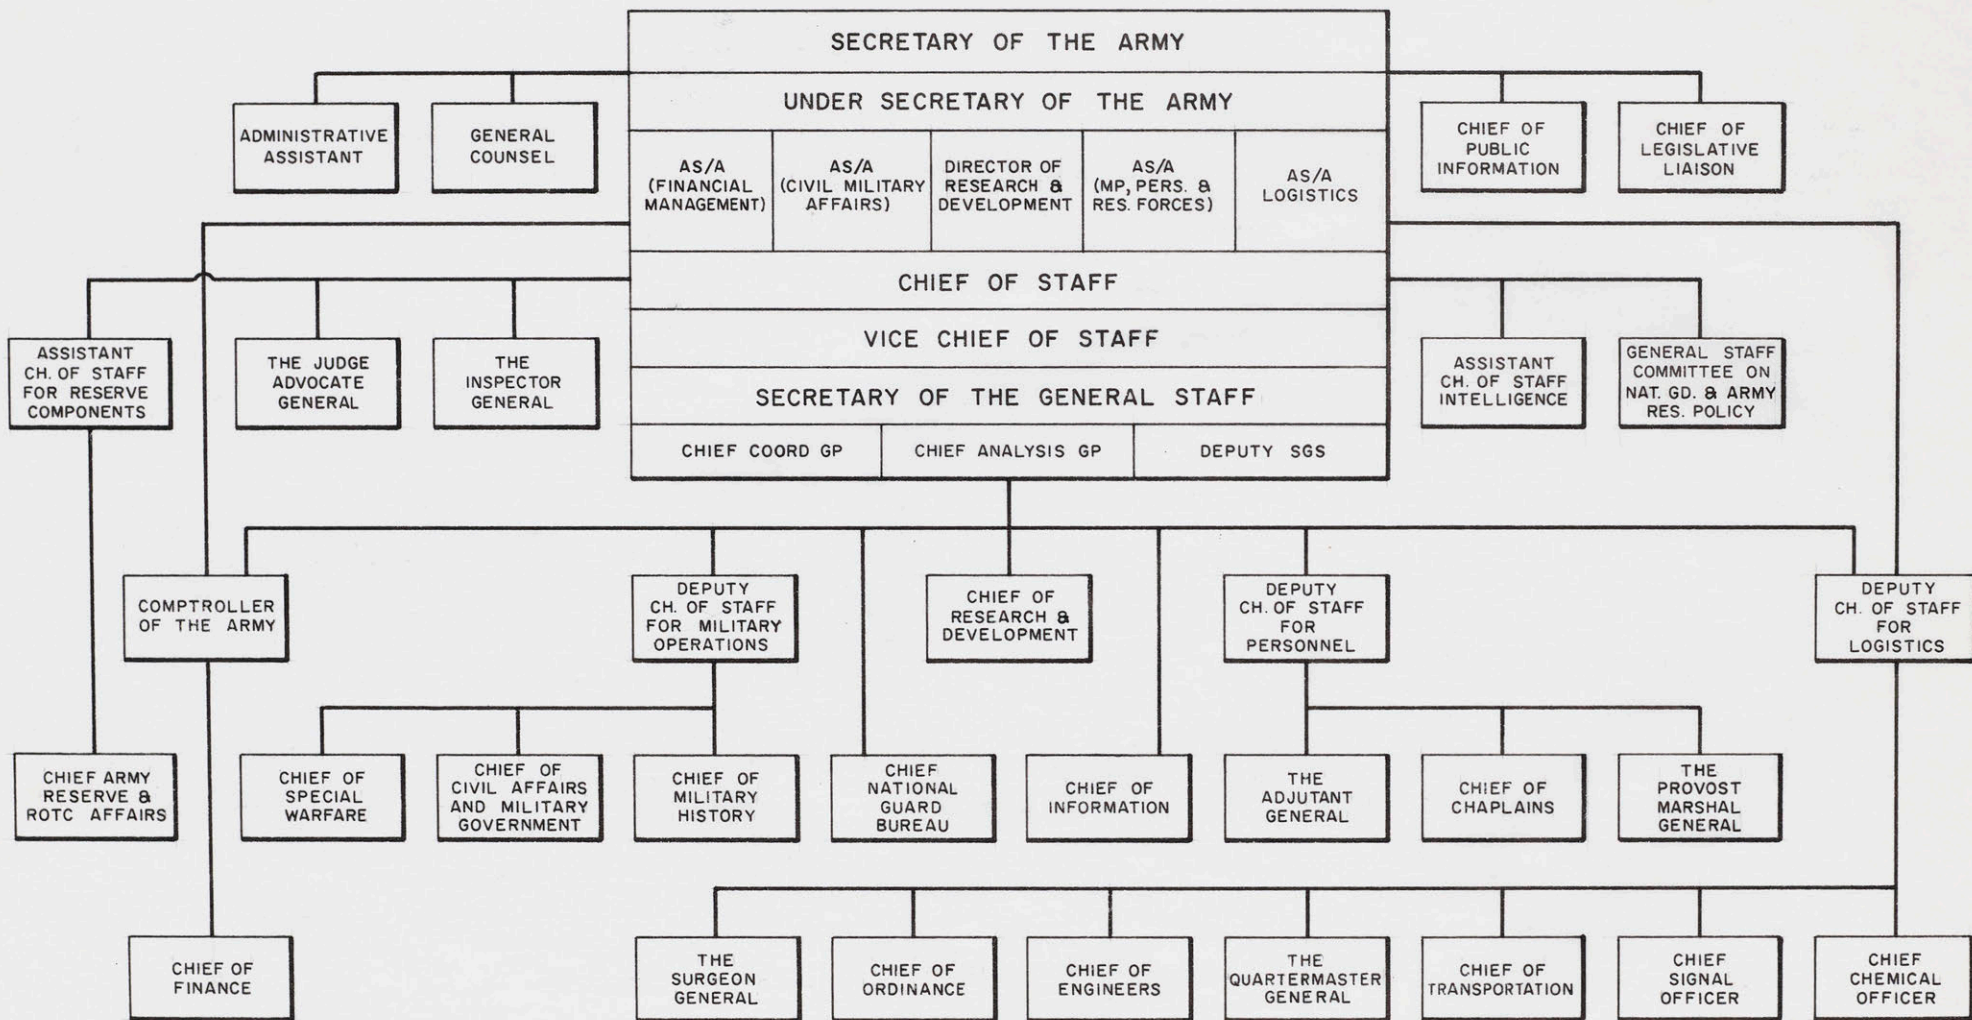 SECRETARY OF THE ARMY
UNDER SECRETARY OF THE ARMY
ADMINISTRATIVE
ASSISTANT
GENERAL
COUNSEL
CHIEF OF
PUBLIC
INFORMATION
CHIEF OF
LEGISLATIVE
LIAISON
AS/A
(FINANCIAL
MANAGEMENT)
AS/A
(CIVIL MILITARY
AFFAIRS)
DIRECTOR OF
RESEARCH &
DEVELOPMENT
AS/A
(MP, PERS. &
RES. FORCES)
AS/A
LOGISTICS
CHIEF OF STAFF
VICE CHIEF OF STAFF
SECRETARY OF THE GENERAL STAFF
CHIEF COORD GP
CHIEF ANALYSIS GP
DEPUTY SGS
ASSISTANT
CH. OF STAFF
FOR RESERVE
COMPONENTS
THE JUDGE
ADVOCATE
GENERAL
THE
INSPECTOR
GENERAL
ASSISTANT
CH. OF STAFF
INTELLIGENCE
GENERAL STAFF
COMMITTEE ON
NAT. GD. & ARMY
RES. POLICY
COMPTROLLER
OF THE ARMY
DEPUTY
CH. OF STAFF
FOR MILITARY
OPERATIONS
CHIEF OF
RESEARCH &
DEVELOPMENT
DEPUTY
CH. OF STAFF
FOR
PERSONNEL
DEPUTY
CH. OF STAFF
FOR
LOGISTICS
CHIEF ARMY
RESERVE &
ROTC AFFAIRS
CHIEF OF
SPECIAL
WARFARE
CHIEF OF
CIVIL AFFAIRS
AND MILITARY
GOVERNMENT
CHIEF OF
MILITARY
HISTORY
CHIEF
NATIONAL
GUARD
BUREAU
CHIEF OF
INFORMATION
THE
ADJUTANT
GENERAL
CHIEF OF
CHAPLAINS
THE
PROVOST
MARSHAL
GENERAL
CHIEF OF
FINANCE
THE
SURGEON
GENERAL
CHIEF OF
ORDINANCE
CHIEF OF
ENGINEERS
THE
QUARTERMASTER
GENERAL
CHIEF OF
TRANSPORTATION
CHIEF
SIGNAL
OFFICER
CHIEF
CHEMICAL
OFFICER